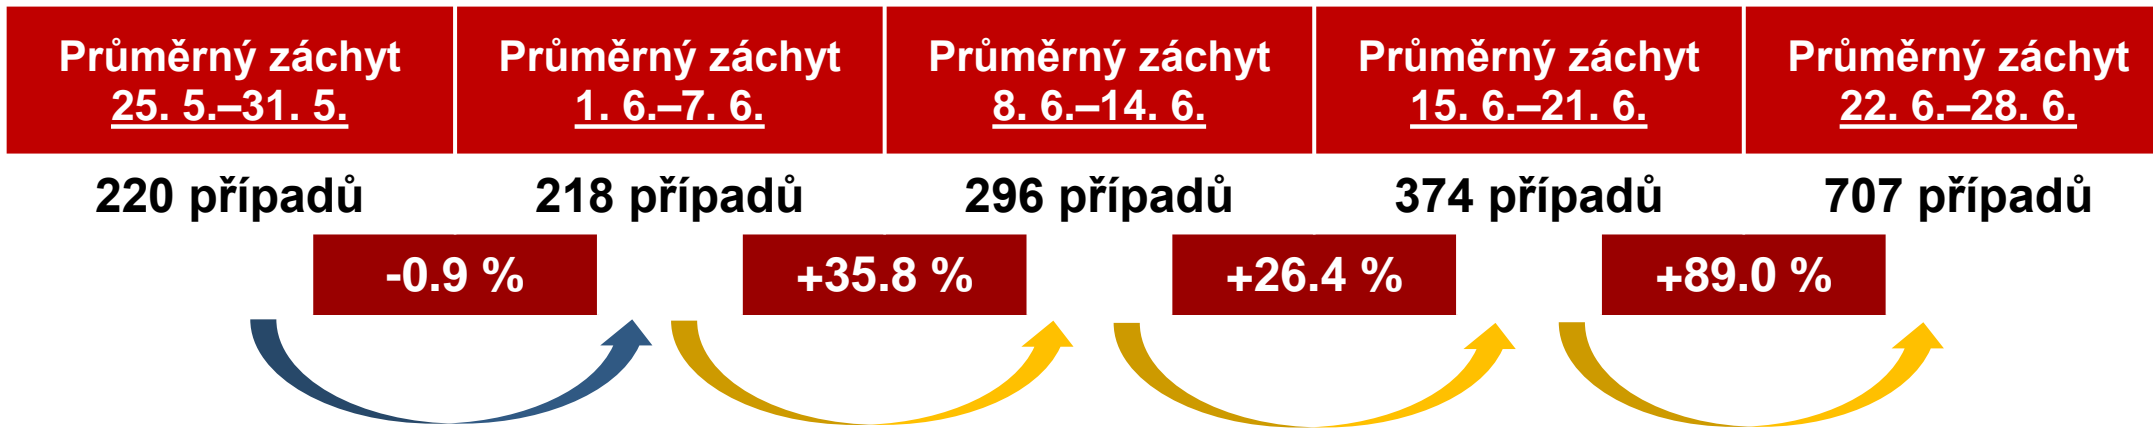 Průměrný záchyt
25. 5.–31. 5.
Průměrný záchyt
1. 6.–7. 6.
Průměrný záchyt
8. 6.–14. 6.
Průměrný záchyt
15. 6.–21. 6.
Průměrný záchyt
22. 6.–28. 6.
220 případů
218 případů
296 případů
374 případů
707 případů
-0.9 %
+35.8 %
+26.4 %
+89.0 %